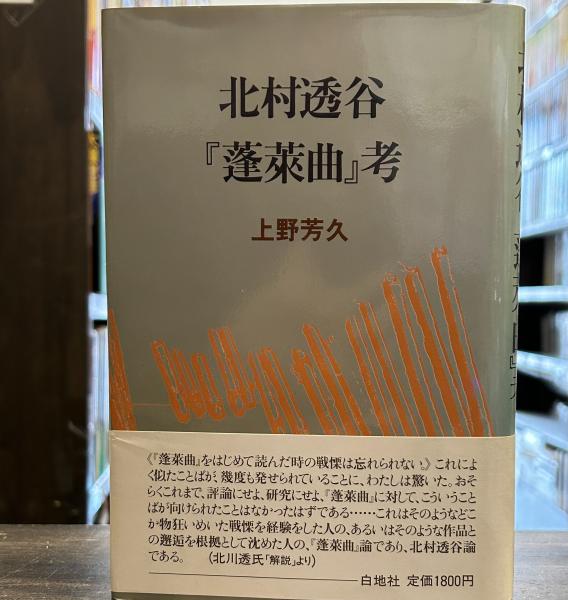 北村透谷
『蓬萊曲』考
上野芳久
《『蓬萊曲』をはじめて読んだ時の戦慄は忘れられない。》これによ
く似たことばが、幾度も発せられていることに、わたしは驚いた。おそ
らくこれまで、評論にせよ、研究にせよ、『蓬萊曲』に対して、こういうこと
ばが向けられたことはなかったはずである……これはそのようなどこ
か物狂いめいた戦慄を経験をした人の、あるいはそのような作品と
の邂逅を根拠として沈めた人の、『蓬萊曲』論であり、北村透谷論
である。 (北川透氏「解説」より)
白地社 定価1800円